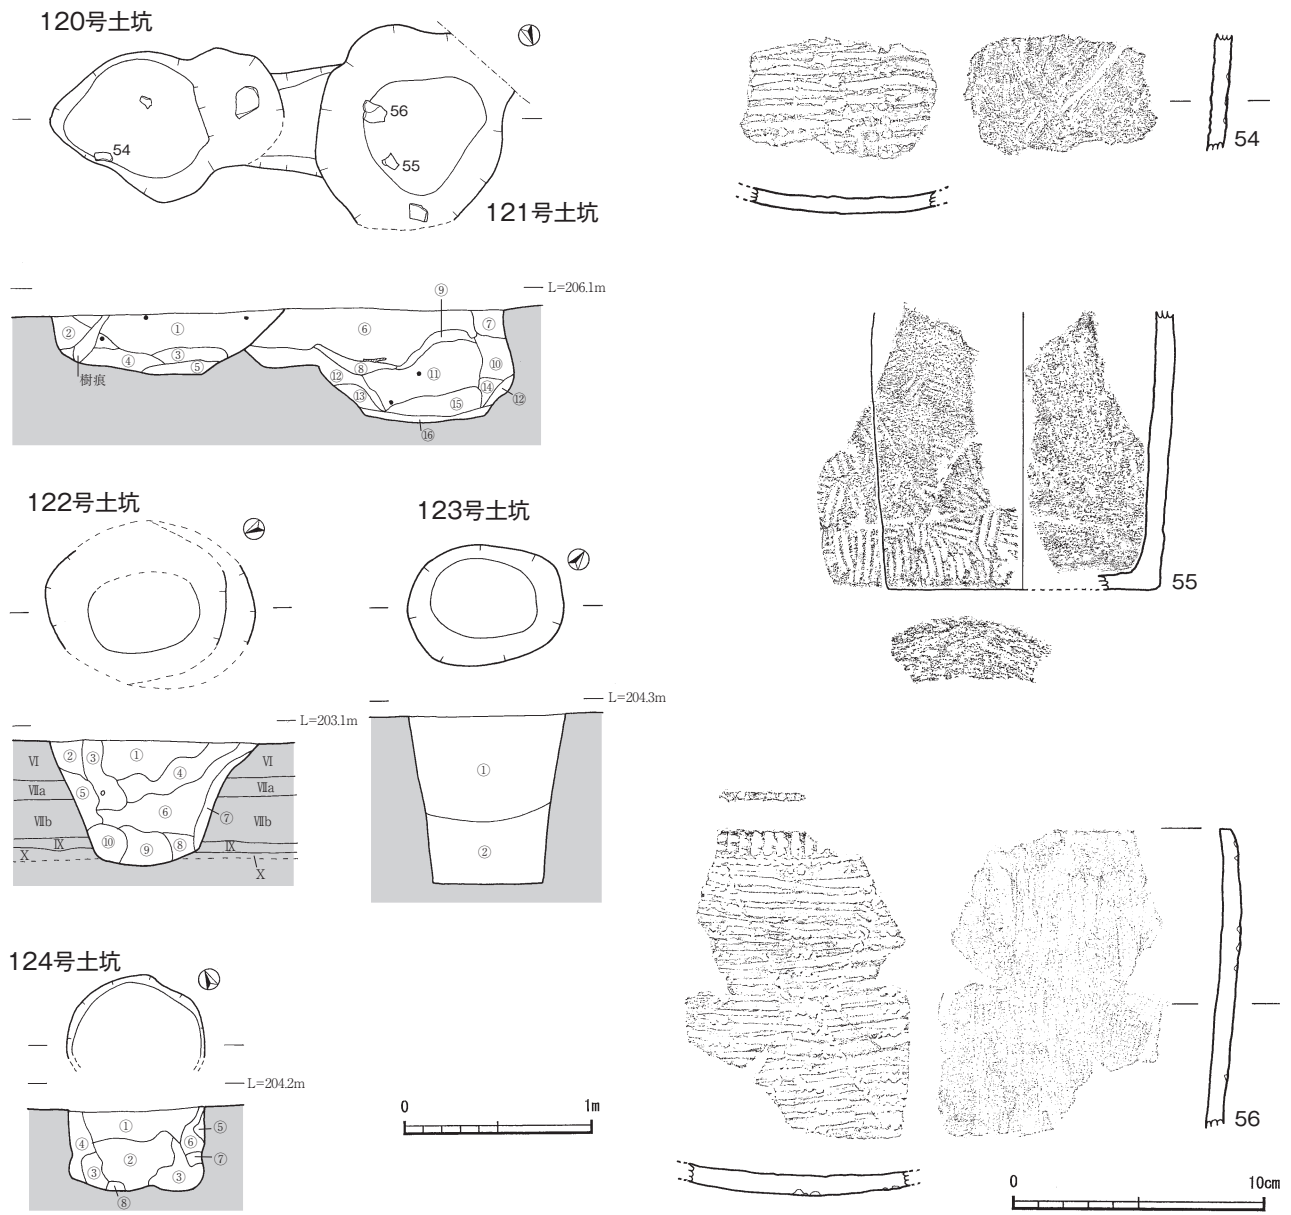 120号土坑
54
56
55
121号土坑
54
L=206.1m
⑨
② ① ⑥ ⑦
④ ③ ⑤ ⑧ ⑩
樹痕
⑫ ⑪ ⑬ ⑭ ⑫
⑮
⑯
55
122号土坑
123号土坑
L=203.1m
L=204.3m
Ⅵ ② ③ ① Ⅵ
④
Ⅶa ⑤ Ⅶa
Ⅶb ⑥ ⑦ Ⅶb
Ⅸ ⑩ ⑨ ⑧ Ⅸ
Ⅹ
Ⅹ
①
②
124号土坑
L=204.2m
① ⑤
④ ⑥
② ⑦
③ ③
⑧
0 1m
56
0 10cm